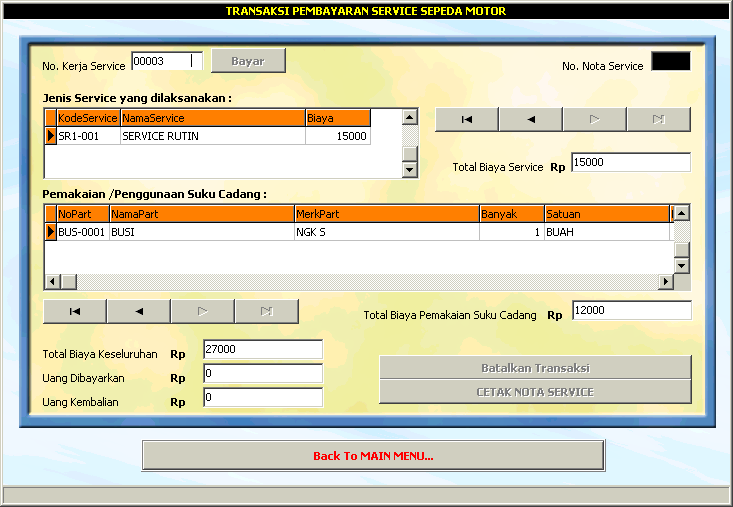 TRANSAKSI PEMBAYARAN SERVICE SEPEDA MOTOR
No. Kerja Service 00003 Bayar No. Nota Service
Jenis Service yang dilaksanakan :
KodeService NamaService Biaya
SR1-001 SERVICE RUTIN 15000
Total Biaya Service Rp 15000
Pemakaian /Penggunaan Suku Cadang :
NoPart NamaPart MerkPart Banyak Satuan
BUS-0001 BUSI NGK S 1 BUAH
Total Biaya Pemakaian Suku Cadang Rp 12000
Total Biaya Keseluruhan Rp 27000
Uang Dibayarkan Rp 0
Uang Kembalian Rp 0
Batalkan Transaksi
CETAK NOTA SERVICE
Back To MAIN MENU...